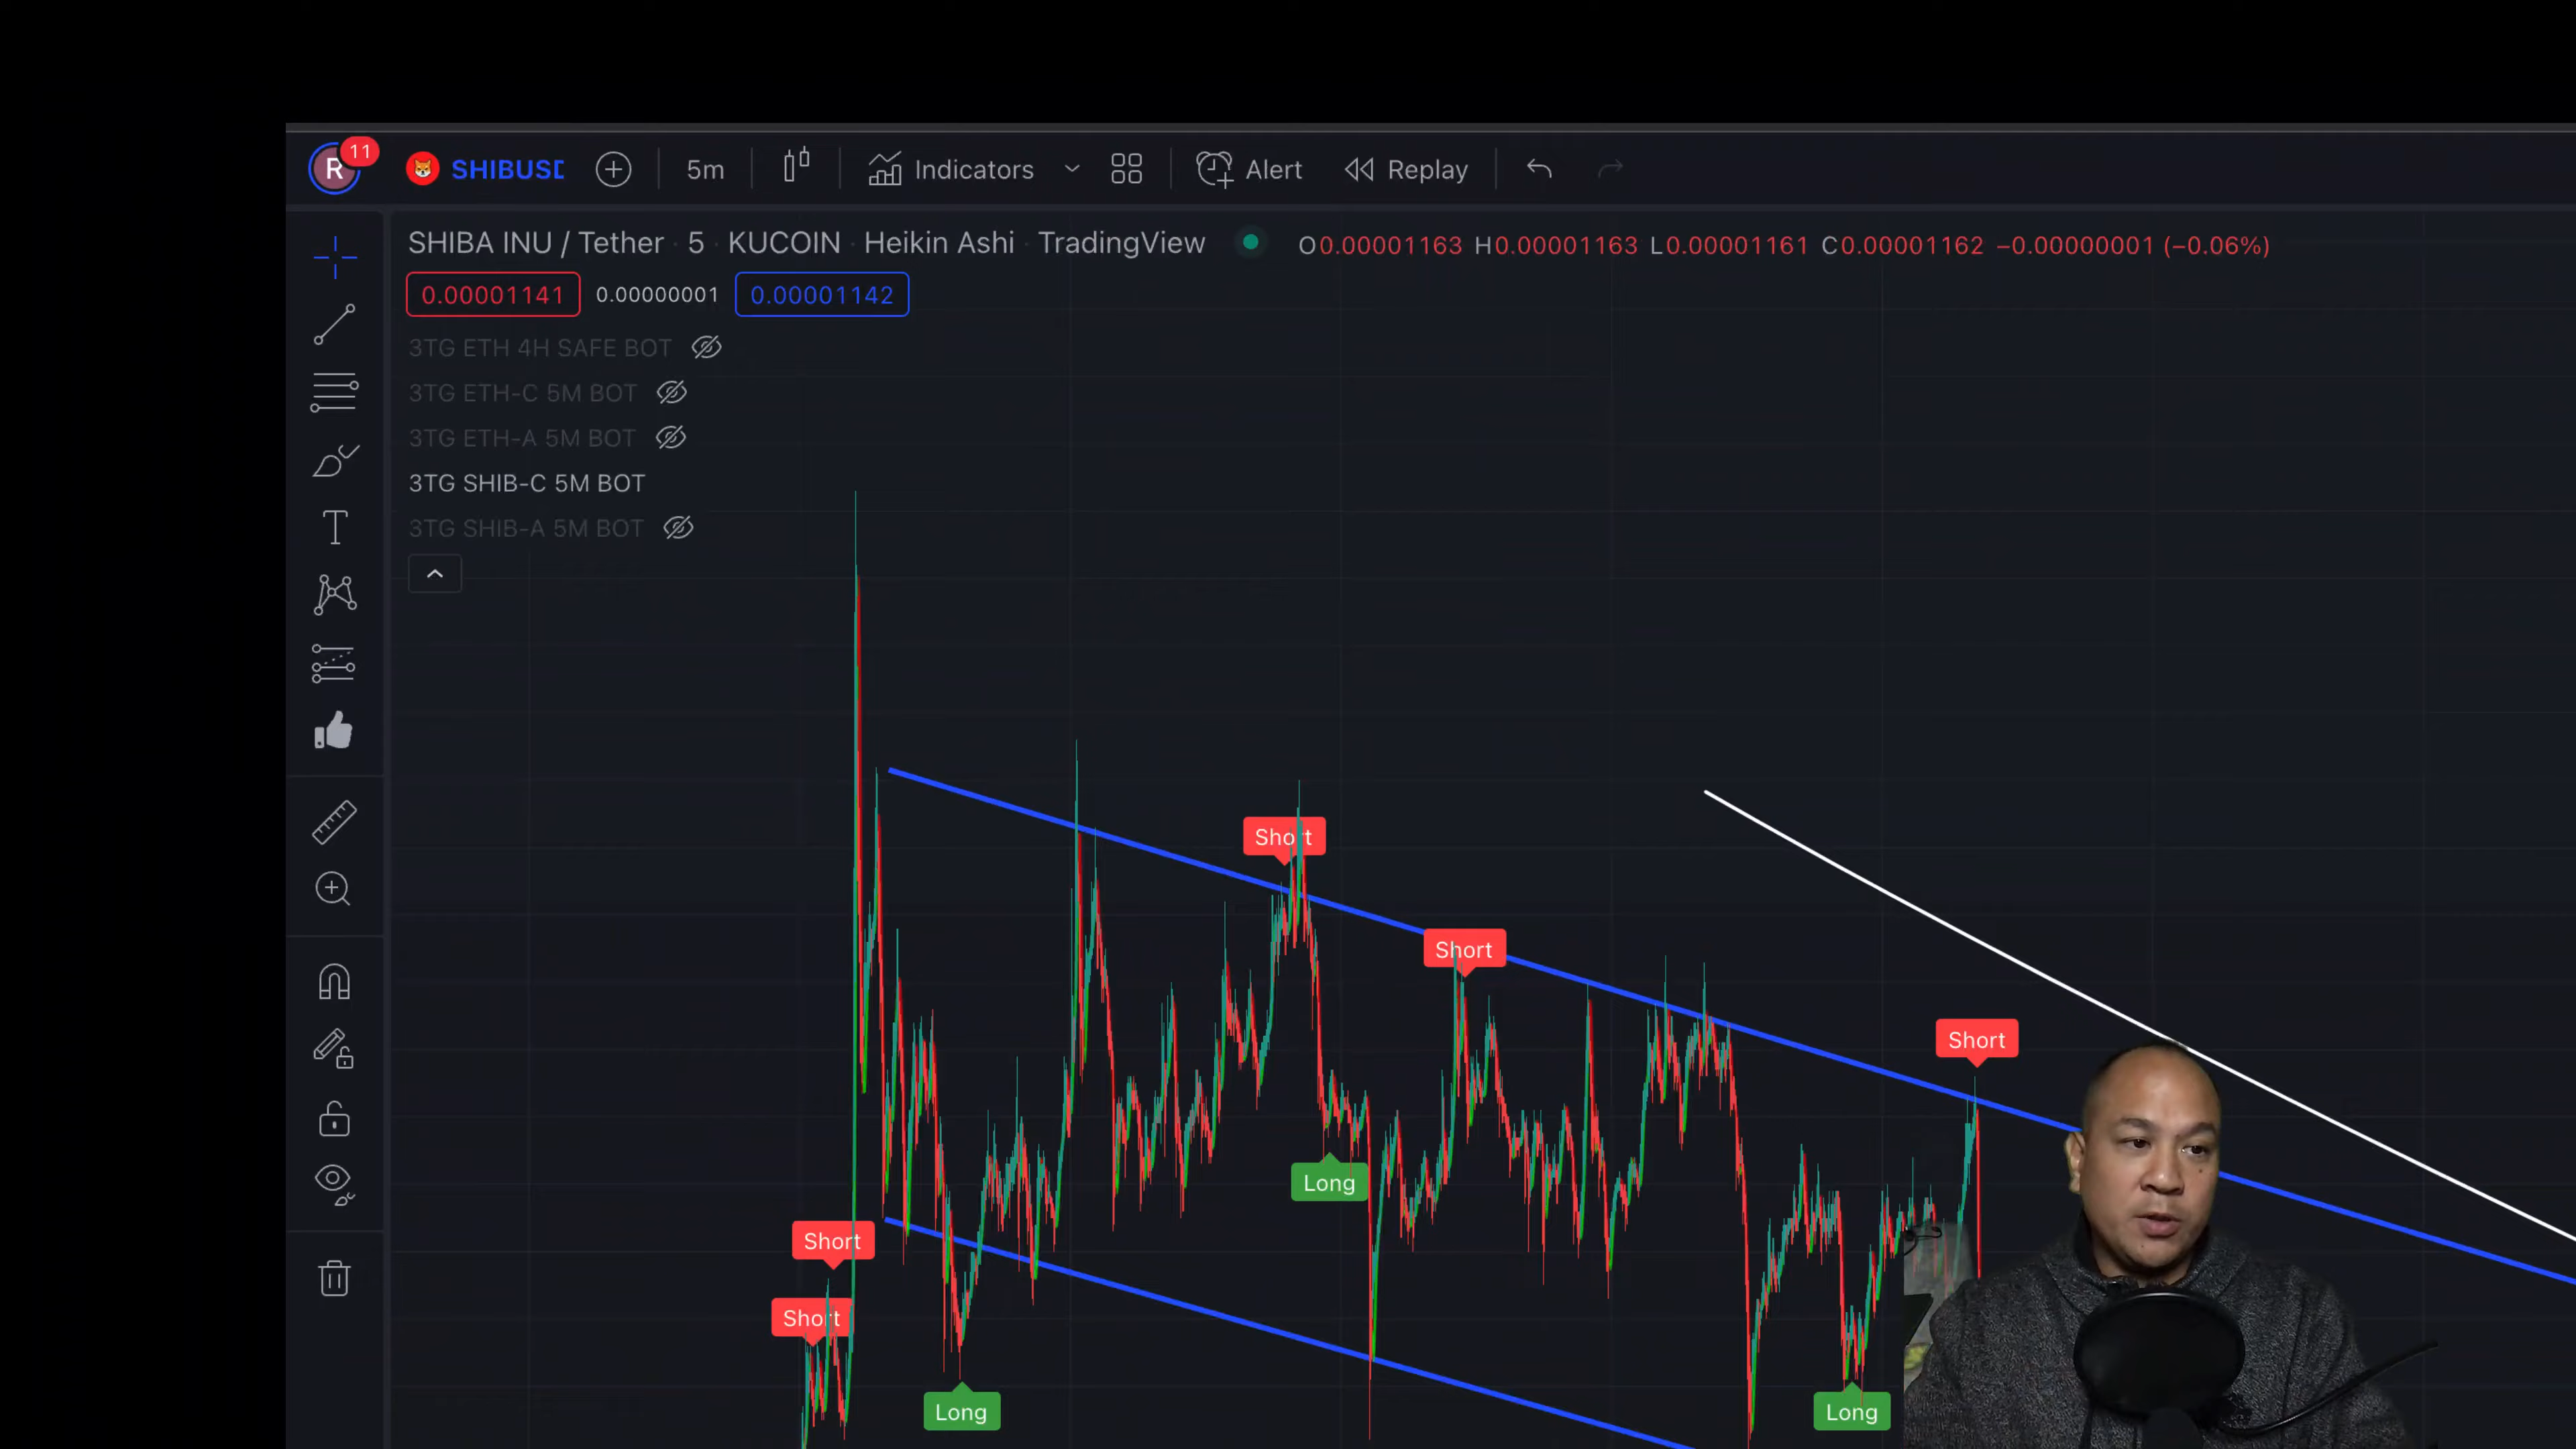 R 11 SHIBUSD 5m Indicators Alert Replay
SHIBA INU / Tether · 5 · KUCOIN · Heikin Ashi · TradingView O0.00001163 H0.00001163 L0.00001161 C0.00001162 −0.00000001 (−0.06%)
0.00001141 0.00000001 0.00001142
3TG ETH 4H SAFE BOT
3TG ETH-C 5M BOT
3TG ETH-A 5M BOT
3TG SHIB-C 5M BOT
3TG SHIB-A 5M BOT
Short
Short
Short
Long
Short
Short
Long
Long